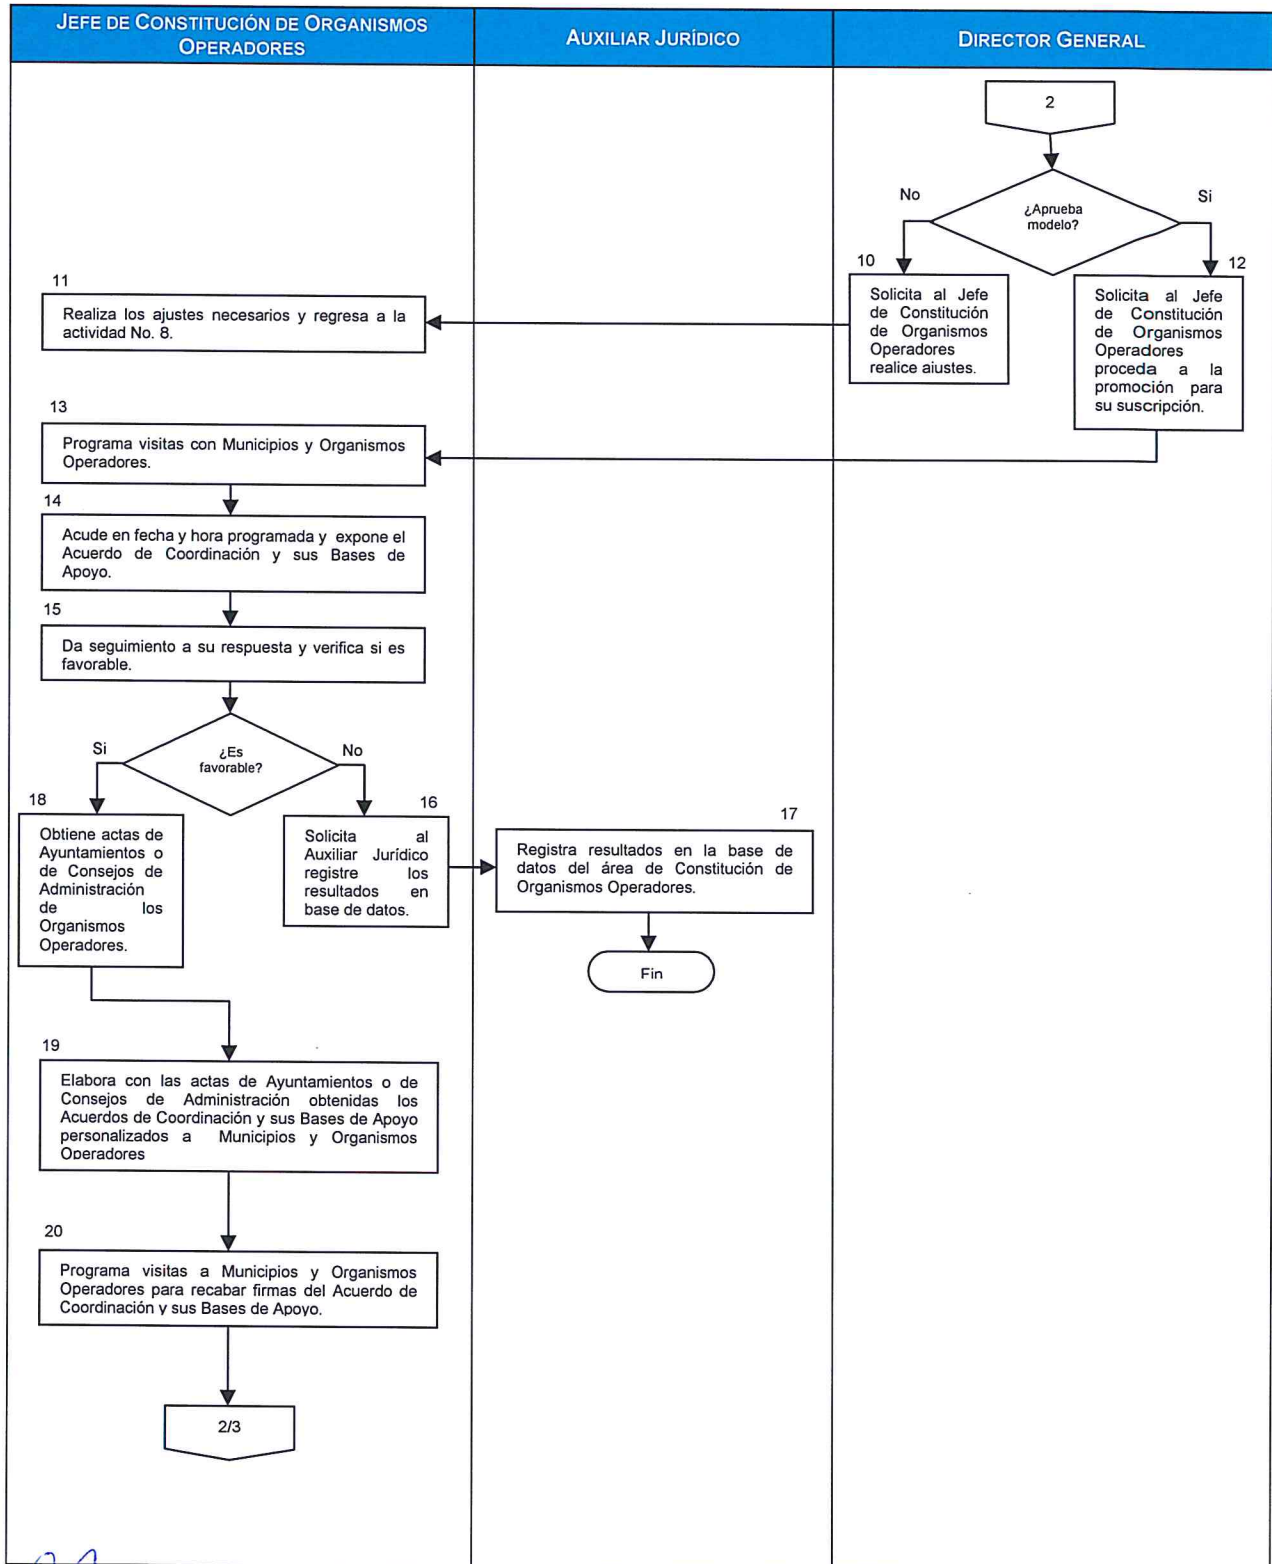 JEFE DE CONSTITUCIÓN DE ORGANISMOS
OPERADORES
AUXILIAR JURÍDICO
DIRECTOR GENERAL
2
¿Aprueba
modelo?
No
Si
10
Solicita al Jefe
de Constitución
de Organismos
Operadores
realice ajustes.
12
Solicita al Jefe
de Constitución
de Organismos
Operadores
proceda a la
promoción para
su suscripción.
11
Realiza los ajustes necesarios y regresa a la
actividad No. 8.
13
Programa visitas con Municipios y Organismos
Operadores.
14
Acude en fecha y hora programada y expone el
Acuerdo de Coordinación y sus Bases de
Apoyo.
15
Da seguimiento a su respuesta y verifica si es
favorable.
¿Es
favorable?
Si
No
18
Obtiene actas de
Ayuntamientos o
de Consejos de
Administración
de los
Organismos
Operadores.
16
Solicita al
Auxiliar Jurídico
registre los
resultados en
base de datos.
17
Registra resultados en la base de
datos del área de Constitución de
Organismos Operadores.
Fin
19
Elabora con las actas de Ayuntamientos o de
Consejos de Administración obtenidas los
Acuerdos de Coordinación y sus Bases de Apoyo
personalizados a Municipios y Organismos
Operadores
20
Programa visitas a Municipios y Organismos
Operadores para recabar firmas del Acuerdo de
Coordinación y sus Bases de Apoyo.
2/3